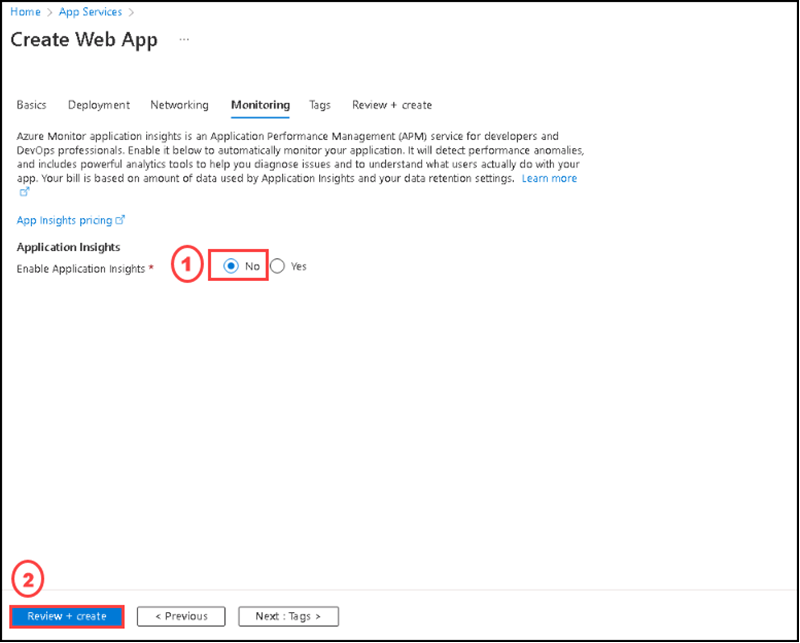 Home > App Services >
Create Web App ...
Basics Deployment Networking Monitoring Tags Review + create
Azure Monitor application insights is an Application Performance Management (APM) service for developers and
DevOps professionals. Enable it below to automatically monitor your application. It will detect performance anomalies,
and includes powerful analytics tools to help you diagnose issues and to understand what users actually do with your
app. Your bill is based on amount of data used by Application Insights and your data retention settings. Learn more
App Insights pricing
Application Insights
Enable Application Insights * 1 No Yes
2
Review + create < Previous Next : Tags >